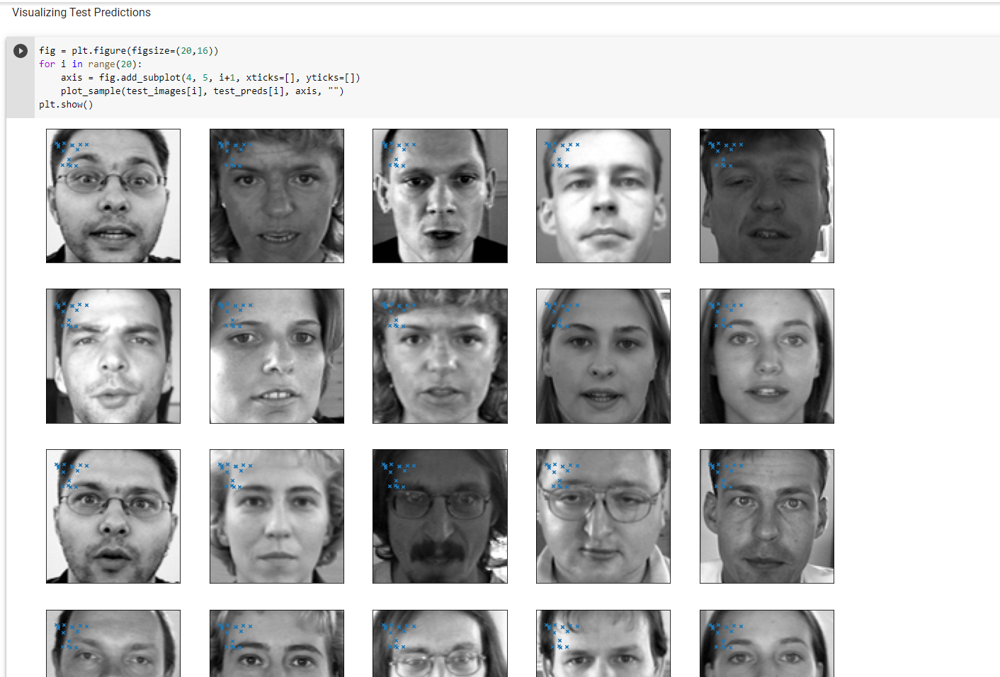 Visualizing Test Predictions
fig = plt.figure(figsize=(20,16))
for i in range(20):
    axis = fig.add_subplot(4, 5, i+1, xticks=[], yticks=[])
    plot_sample(test_images[i], test_preds[i], axis, "")
plt.show()